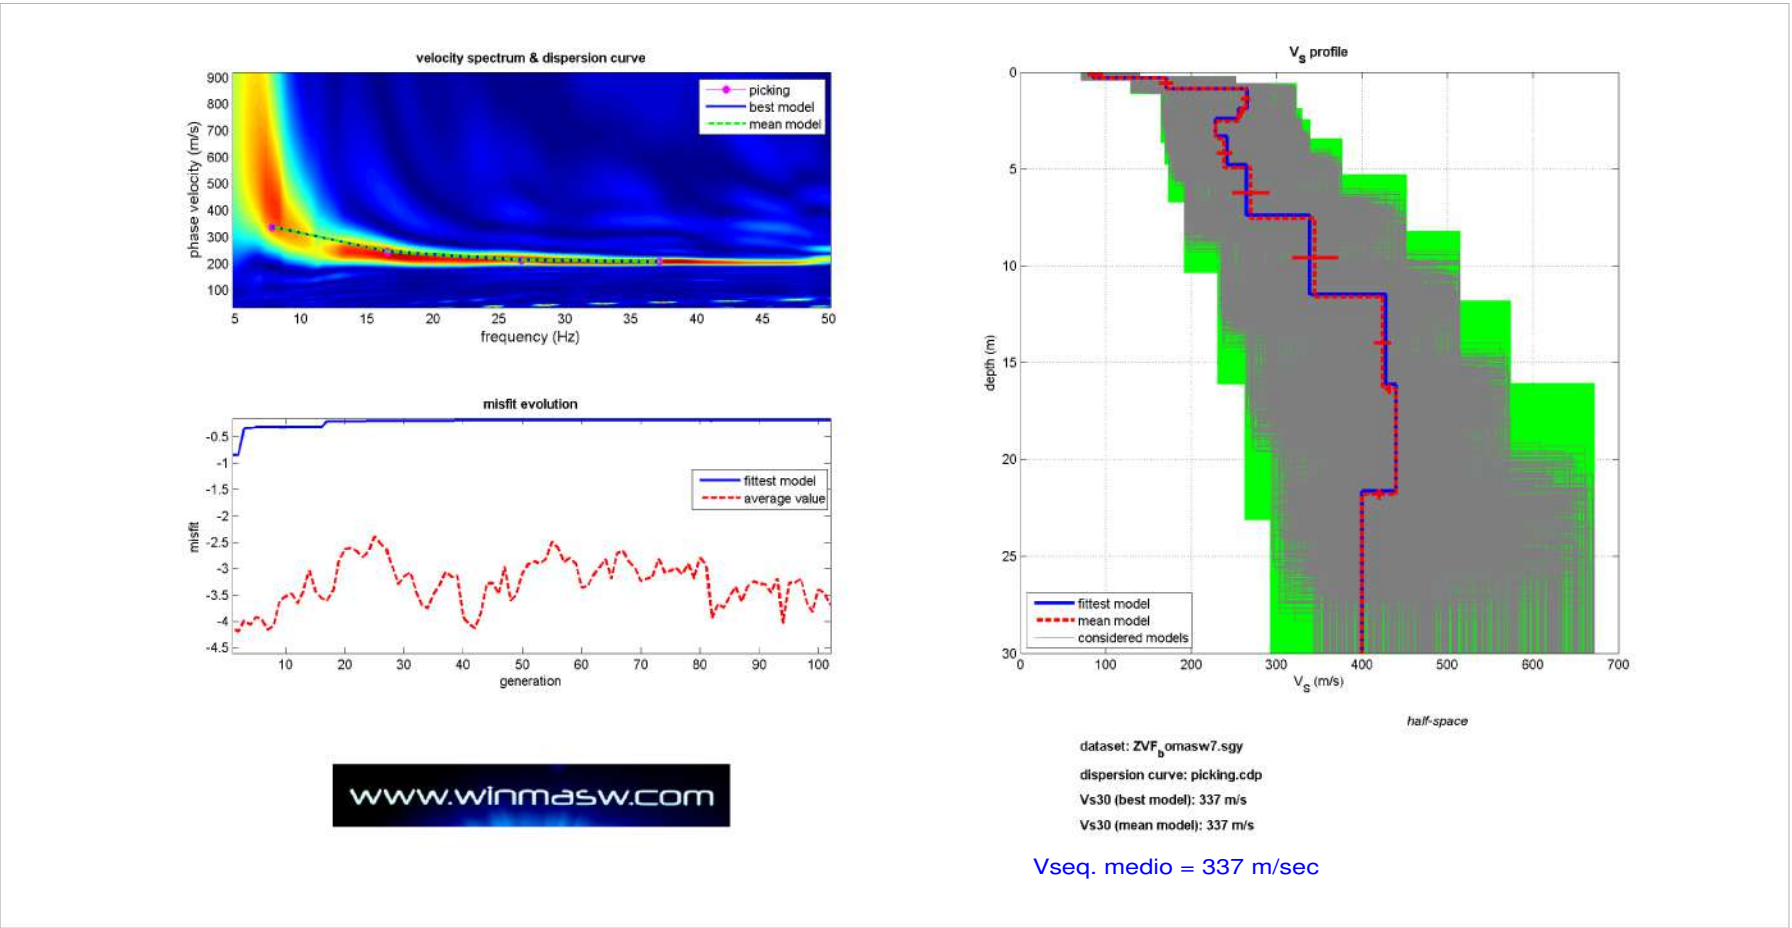 velocity spectrum & dispersion curve
phase velocity (m/s)
900
800
700
600
500
400
300
200
100
picking
best model
mean model
5 10 15 20 25 30 35 40 45 50
frequency (Hz)
misfit evolution
misfit
-0.5
-1
-1.5
-2
-2.5
-3
-3.5
-4
-4.5
fittest model
average value
10 20 30 40 50 60 70 80 90 100
generation
www.winmasw.com
VS profile
depth (m)
0
5
10
15
20
25
30
fittest model
mean model
considered models
0 100 200 300 400 500 600 700
VS (m/s)
half-space
dataset: ZVFbomasw7.sgy
dispersion curve: picking.cdp
Vs30 (best model): 337 m/s
Vs30 (mean model): 337 m/s
Vseq. medio = 337 m/sec